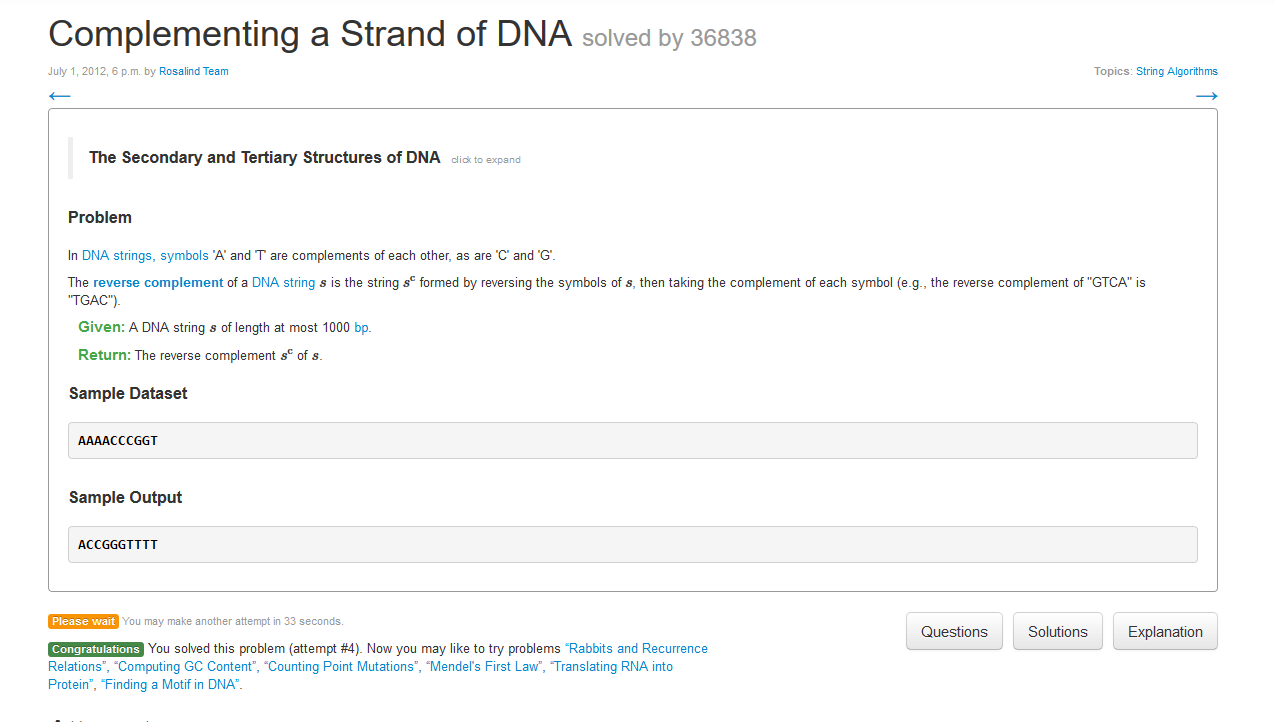 Complementing a Strand of DNA solved by 36838
July 1, 2012, 6 p.m. by Rosalind Team
Topics: String Algorithms
← →
The Secondary and Tertiary Structures of DNA click to expand
Problem
In DNA strings, symbols 'A' and 'T' are complements of each other, as are 'C' and 'G'.
The reverse complement of a DNA string s is the string sᶜ formed by reversing the symbols of s, then taking the complement of each symbol (e.g., the reverse complement of "GTCA" is
"TGAC").
Given: A DNA string s of length at most 1000 bp.
Return: The reverse complement sᶜ of s.
Sample Dataset
AAAACCCGGT
Sample Output
ACCGGGTTTT
Please wait You may make another attempt in 33 seconds.
Congratulations You solved this problem (attempt #4). Now you may like to try problems “Rabbits and Recurrence
Relations”, “Computing GC Content”, “Counting Point Mutations”, “Mendel's First Law”, “Translating RNA into
Protein”, “Finding a Motif in DNA”.
Questions Solutions Explanation